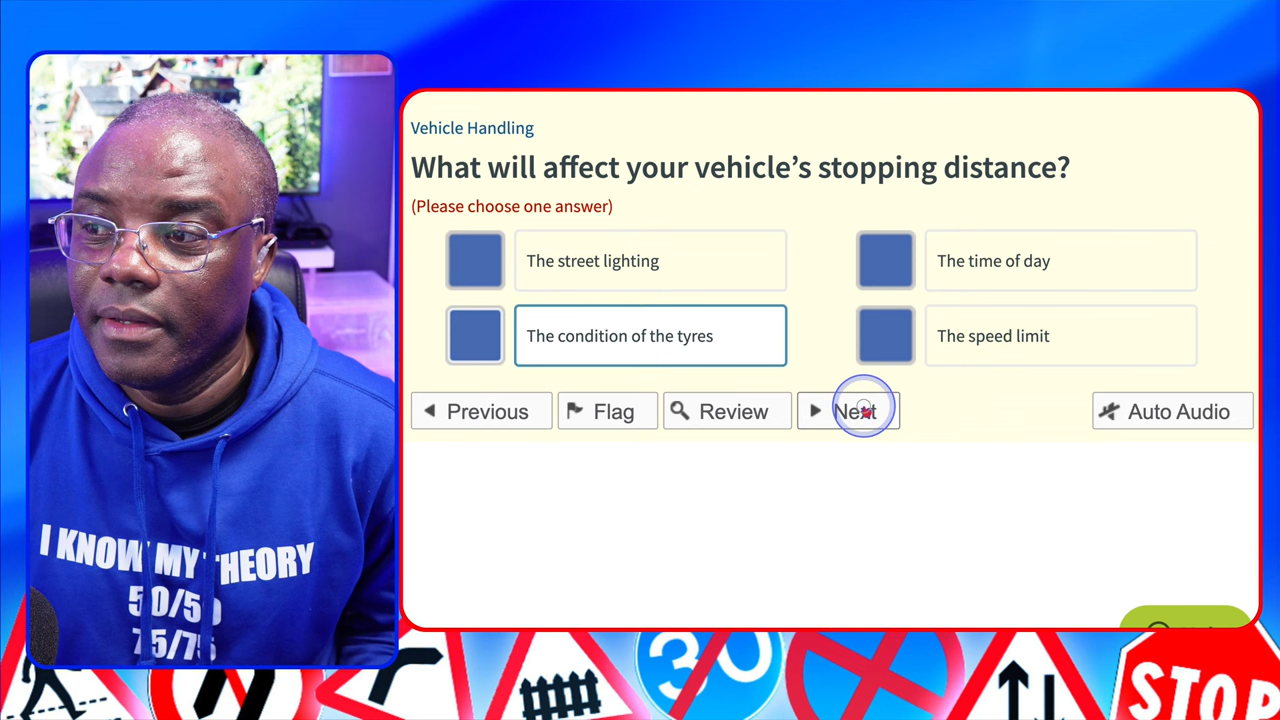 Vehicle Handling
What will affect your vehicle’s stopping distance?
(Please choose one answer)
The street lighting
The time of day
The condition of the tyres
The speed limit
Previous
Flag
Review
Next
Auto Audio
I KNOW MY THEORY
50/50
75/75
30
STOP